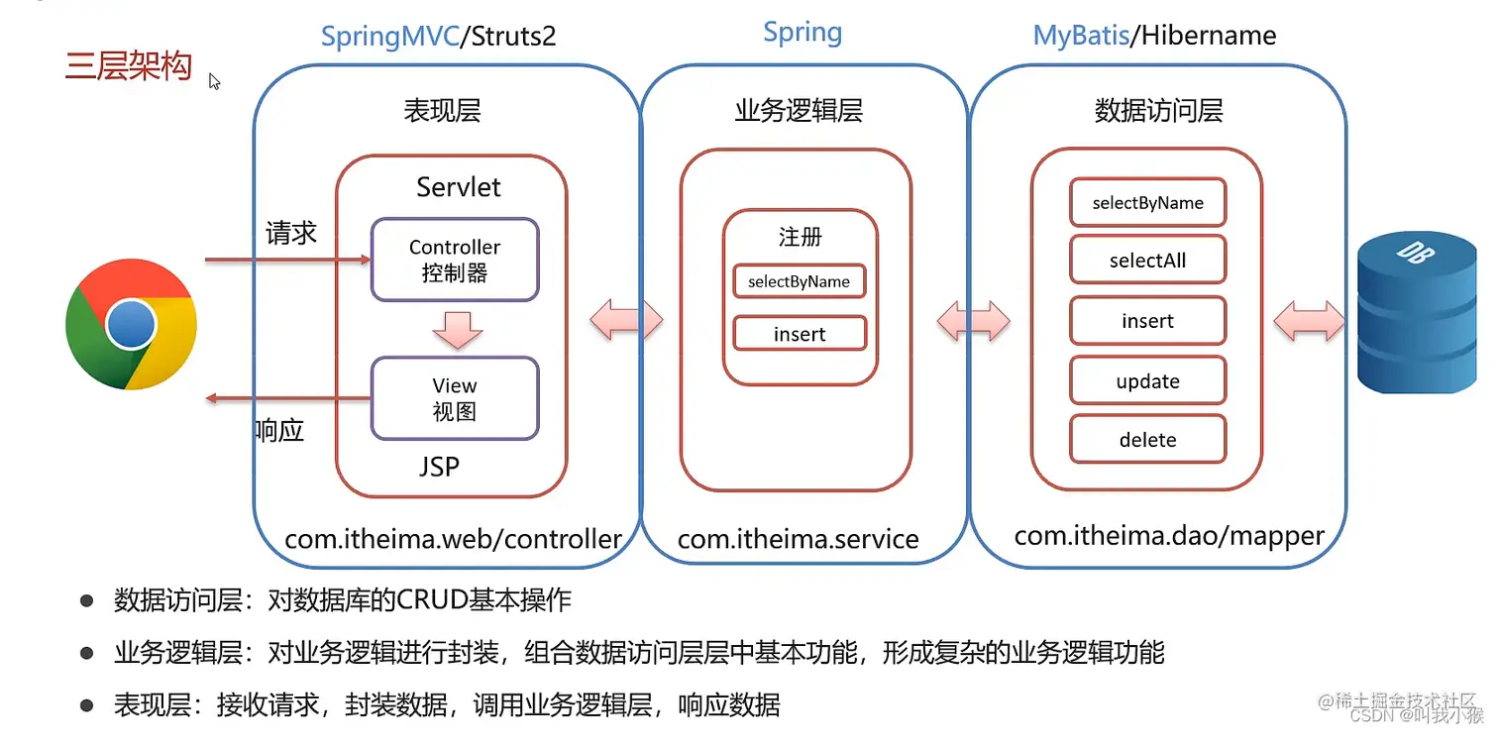 三层架构
SpringMVC/Struts2
Spring
MyBatis/Hibername
表现层
业务逻辑层
数据访问层
Servlet
请求
Controller
控制器
View
视图
响应
JSP
注册
selectByName
insert
selectByName
selectAll
insert
update
delete
DB
com.itheima.web/controller
com.itheima.service
com.itheima.dao/mapper
● 数据访问层：对数据库的CRUD基本操作
● 业务逻辑层：对业务逻辑进行封装，组合数据访问层层中基本功能，形成复杂的业务逻辑功能
● 表现层：接收请求，封装数据，调用业务逻辑层，响应数据
@稀土掘金技术社区
CSDN @叫我小猴